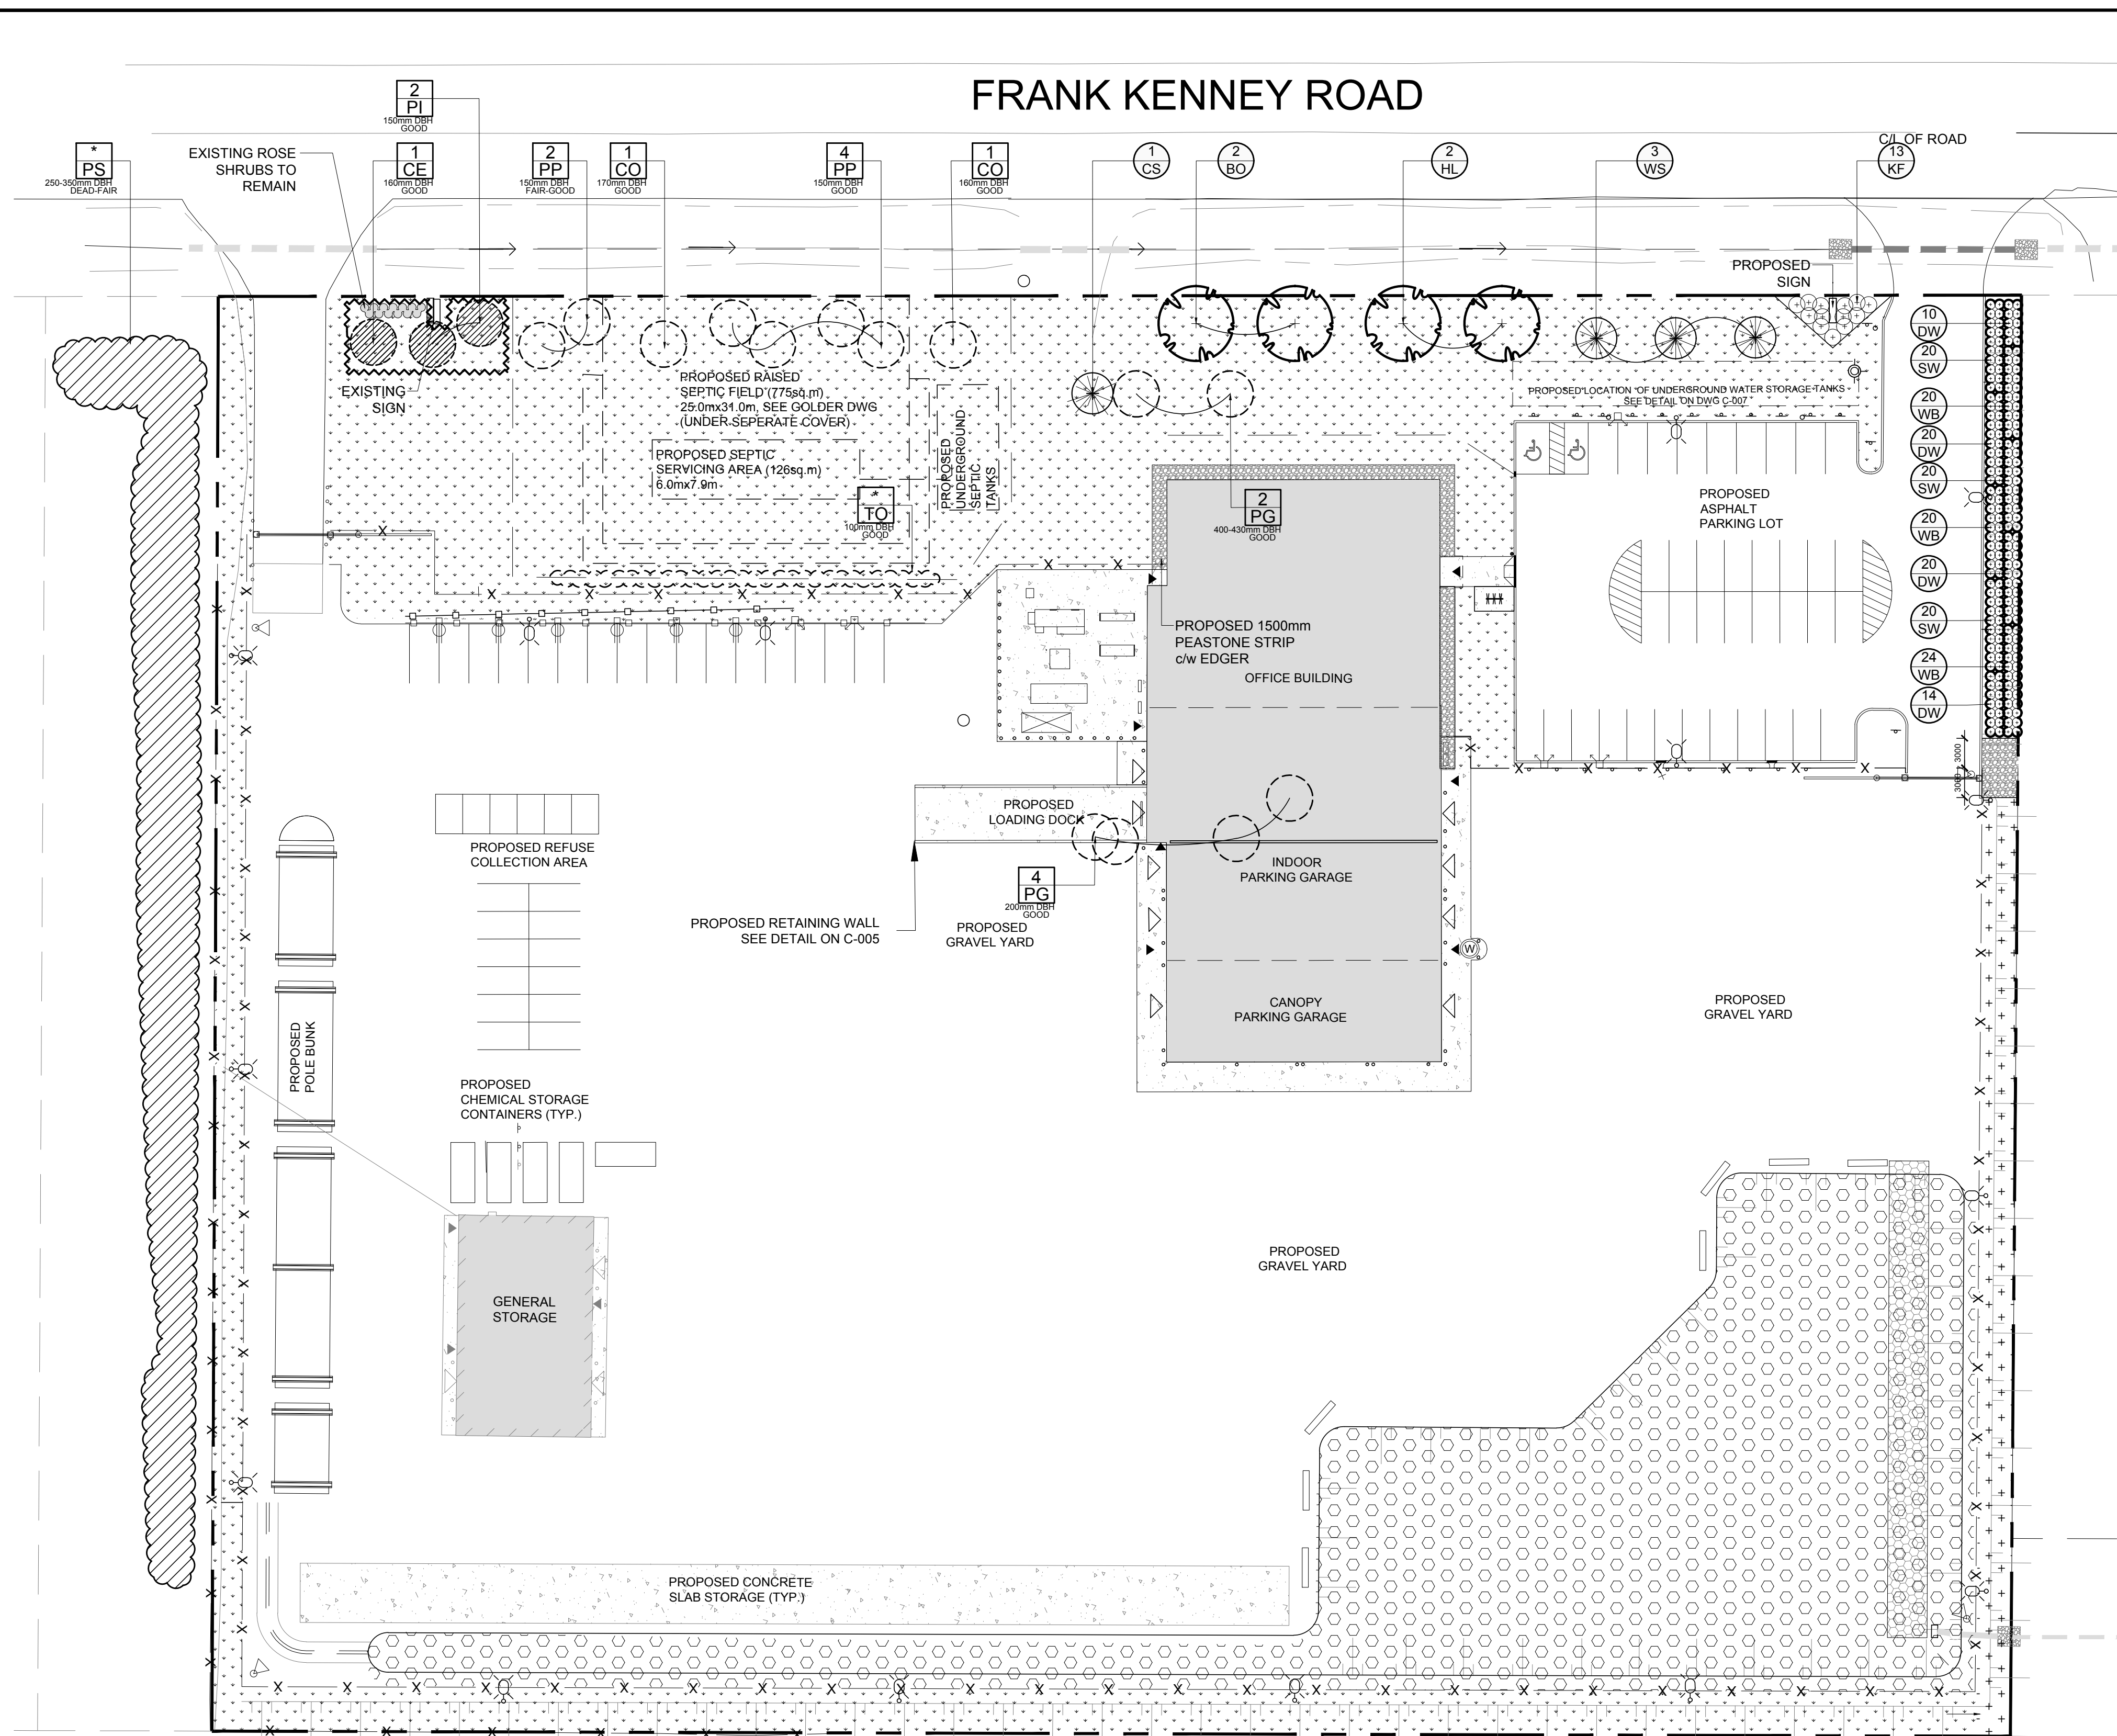 FRANK KENNEY ROAD
2
PI
150mm DBH
GOOD
C/L OF ROAD
*
PS
250-350mm DBH
DEAD-FAIR
EXISTING ROSE
SHRUBS TO
REMAIN
1
CE
160mm DBH
GOOD
2
PP
150mm DBH
FAIR-GOOD
1
CO
170mm DBH
GOOD
4
PP
150mm DBH
GOOD
1
CO
160mm DBH
GOOD
1
CS
2
BO
2
HL
3
WS
13
KF
PROPOSED
SIGN
EXISTING
SIGN
PROPOSED RAISED
SEPTIC FIELD (775sq.m)
25.0mx31.0m, SEE GOLDER DWG
(UNDER SEPERATE COVER)
PROPOSED SEPTIC
SERVICING AREA (126sq.m)
6.0mx7.9m
PROPOSED
UNDERGROUND
SEPTIC
TANKS
*
TO
100mm DBH
GOOD
2
PG
400-430mm DBH
GOOD
PROPOSED LOCATION OF UNDERGROUND WATER STORAGE TANKS
SEE DETAIL ON DWG C-007
PROPOSED
ASPHALT
PARKING LOT
10
DW
20
SW
20
WB
20
DW
20
SW
20
WB
20
DW
20
SW
24
WB
14
DW
3000
3000
PROPOSED 1500mm
PEASTONE STRIP
c/w EDGER
OFFICE BUILDING
PROPOSED
LOADING DOCK
INDOOR
PARKING GARAGE
4
PG
200mm DBH
GOOD
PROPOSED REFUSE
COLLECTION AREA
PROPOSED RETAINING WALL
SEE DETAIL ON C-005
PROPOSED
GRAVEL YARD
W
CANOPY
PARKING GARAGE
PROPOSED
GRAVEL YARD
PROPOSED
POLE BUNK
PROPOSED
CHEMICAL STORAGE
CONTAINERS (TYP.)
PROPOSED
GRAVEL YARD
GENERAL
STORAGE
PROPOSED CONCRETE
SLAB STORAGE (TYP.)